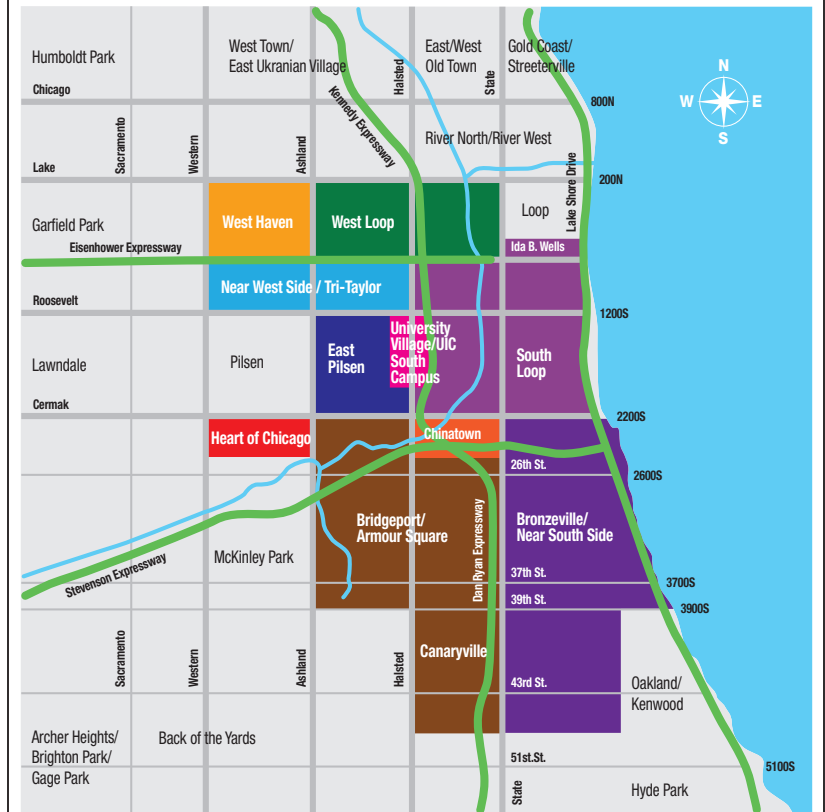 Humboldt Park
West Town/
East Ukranian Village
East/West
Old Town
Gold Coast/
Streeterville
Halsted
State
N
W
E
S
Chicago
800N
Kennedy Expressway
Sacramento
Western
Ashland
River North/River West
Lake
200N
Lake Shore Drive
Garfield Park
West Haven
West Loop
Loop
Eisenhower Expressway
Ida B. Wells
Near West Side / Tri-Taylor
Roosevelt
1200S
Lawndale
Pilsen
East
Pilsen
University
Village/UIC
South
Campus
South
Loop
Cermak
2200S
Heart of Chicago
Chinatown
26th St.
2600S
Bridgeport/
Armour Square
Dan Ryan Expressway
Bronzeville/
Near South Side
McKinley Park
Stevenson Expressway
37th St.
3700S
39th St.
3900S
Sacramento
Western
Ashland
Halsted
Canaryville
43rd St.
Oakland/
Kenwood
Archer Heights/
Brighton Park/
Gage Park
Back of the Yards
51st.St.
5100S
State
Hyde Park